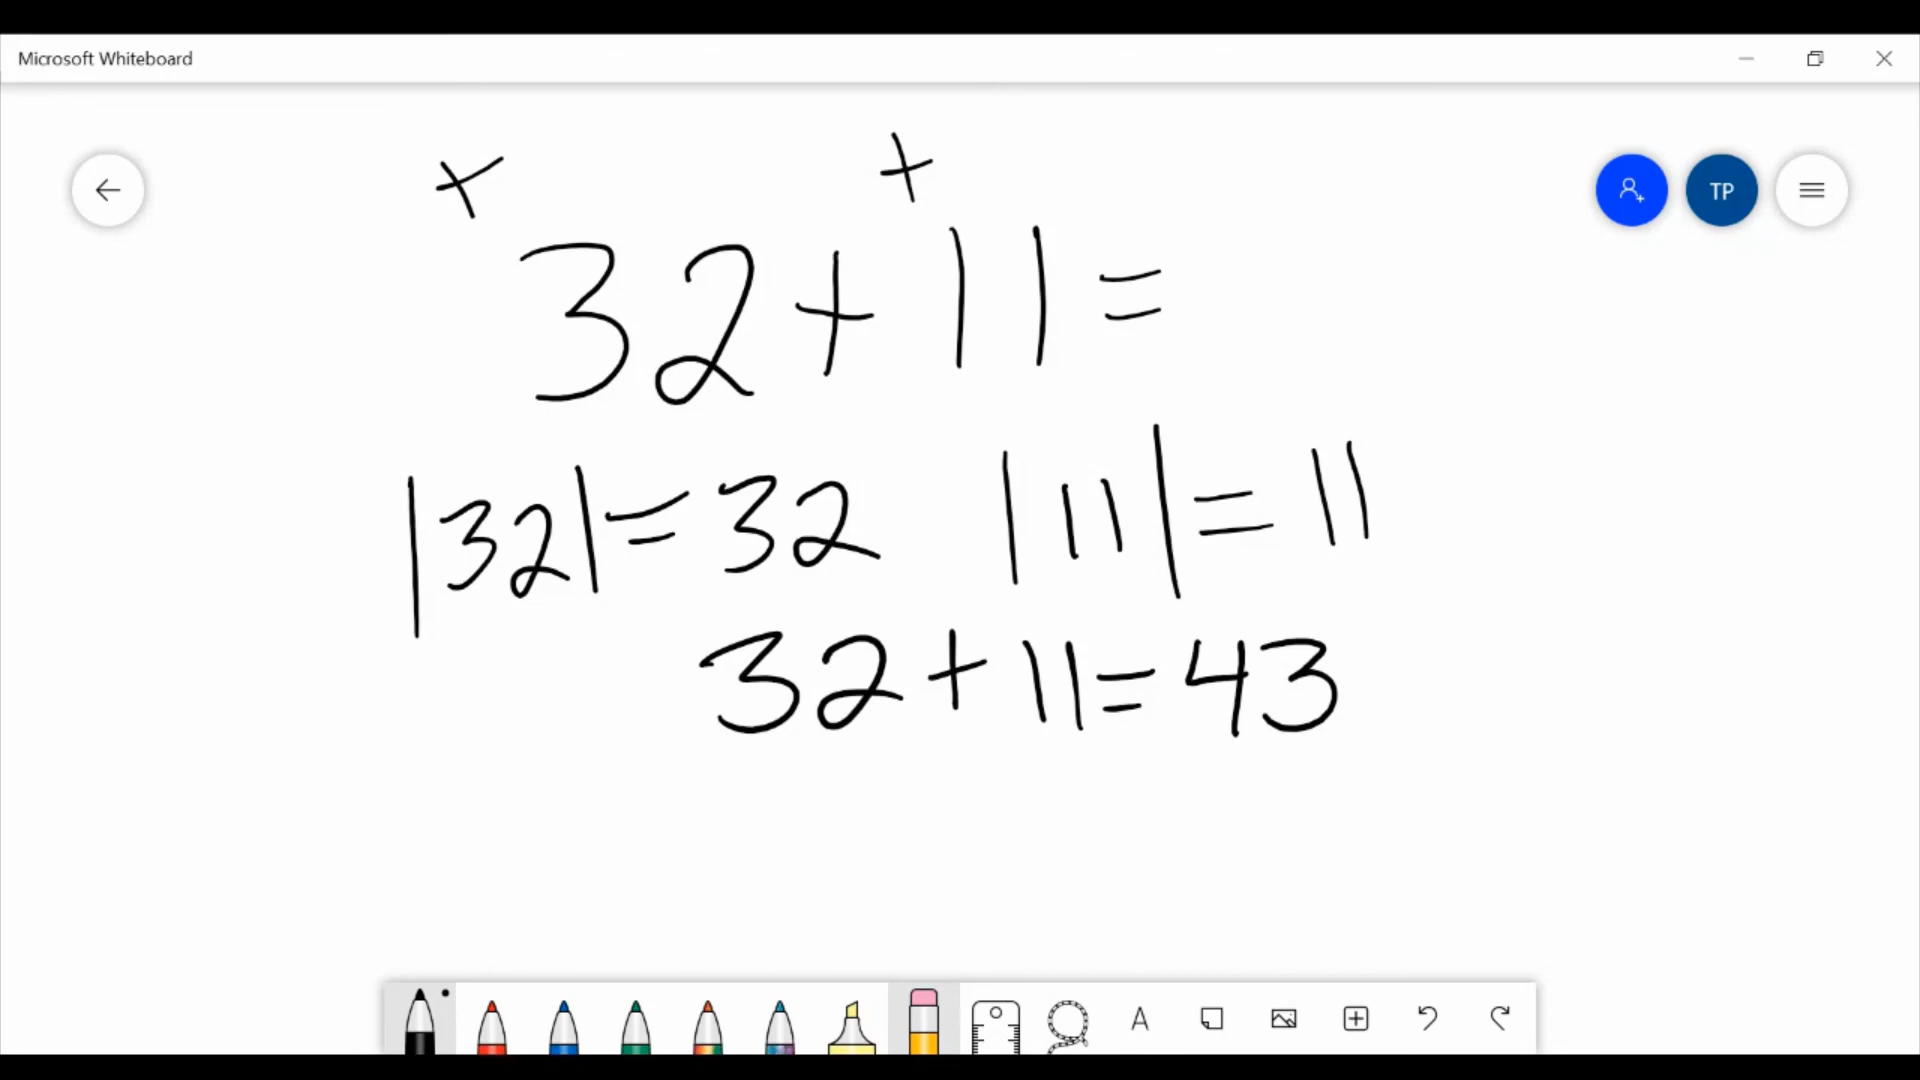 Microsoft Whiteboard
+ +
32+11=
TP
|32|=32 |11|=11
32+11=43
A